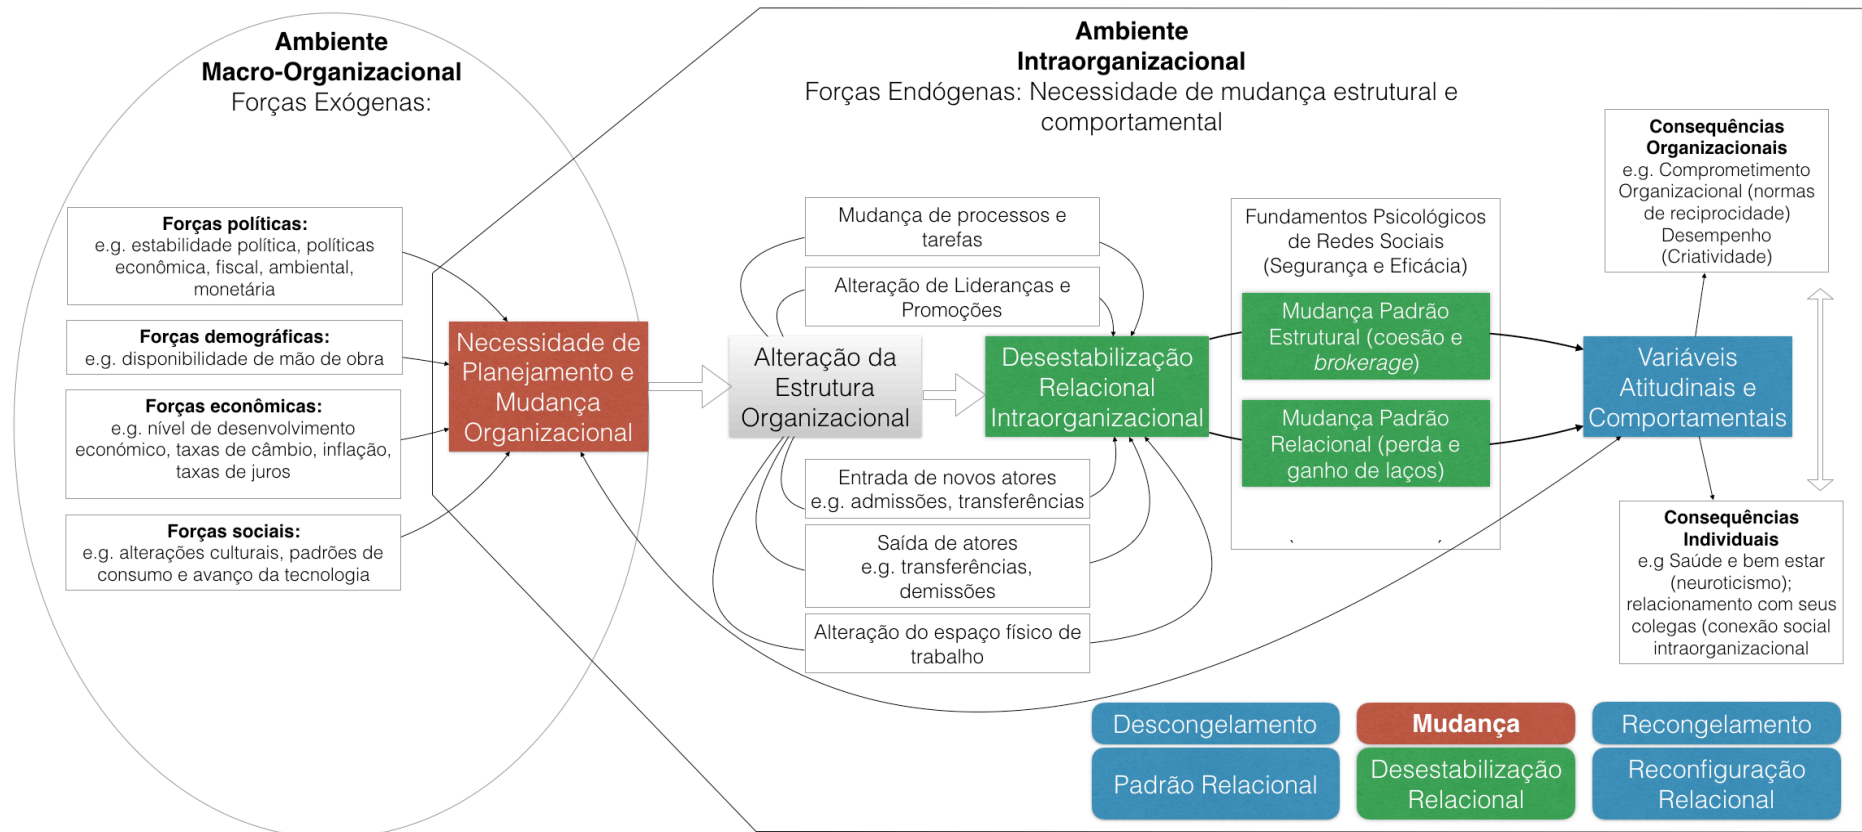 Ambiente
Macro-Organizacional
Forças Exógenas:
Forças políticas:
e.g. estabilidade política, políticas
econômica, fiscal, ambiental,
monetária
Forças demográficas:
e.g. disponibilidade de mão de obra
Forças econômicas:
e.g. nível de desenvolvimento
económico, taxas de câmbio, inflação,
taxas de juros
Forças sociais:
e.g. alterações culturais, padrões de
consumo e avanço da tecnologia
Necessidade de
Planejamento e
Mudança
Organizacional
Ambiente
Intraorganizacional
Forças Endógenas: Necessidade de mudança estrutural e
comportamental
Alteração da
Estrutura
Organizacional
Mudança de processos e
tarefas
Alteração de Lideranças e
Promoções
Entrada de novos atores
e.g. admissões, transferências
Saída de atores
e.g. transferências,
demissões
Alteração do espaço físico de
trabalho
Desestabilização
Relacional
Intraorganizacional
Fundamentos Psicológicos
de Redes Sociais
(Segurança e Eficácia)
Mudança Padrão
Estrutural (coesão e
brokerage)
Mudança Padrão
Relacional (perda e
ganho de laços)
Variáveis
Atitudinais e
Comportamentais
Consequências
Organizacionais
e.g. Comprometimento
Organizacional (normas
de reciprocidade)
Desempenho
(Criatividade)
Consequências
Individuais
e.g Saúde e bem estar
(neuroticismo);
relacionamento com seus
colegas (conexão social
intraorganizacional
Descongelamento
Mudança
Recongelamento
Padrão Relacional
Desestabilização
Relacional
Reconfiguração
Relacional